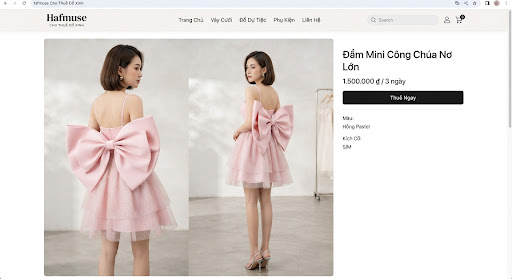 Hafmuse Cho Thuê Đồ Xinh
Hafmuse
CHO THUÊ ĐỒ XINH
Trang Chủ
Váy Cưới
Đồ Dự Tiệc
Phụ Kiện
Liên Hệ
Search
0
Đầm Mini Công Chúa Nơ
Lớn
1.500.000 ₫ / 3 ngày
Thuê Ngay
Màu:
Hồng Pastel
Kích Cỡ:
S/M